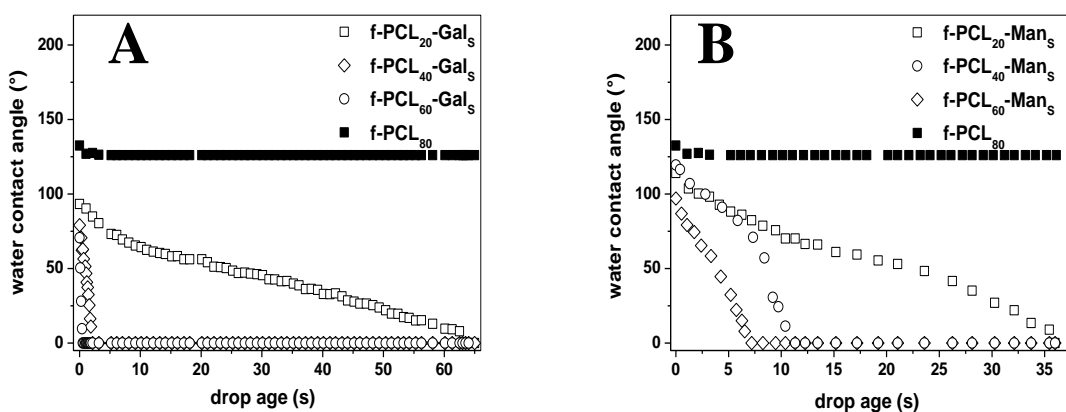 A
f-PCL20-GalS
f-PCL40-GalS
f-PCL60-GalS
f-PCL80
water contact angle (°)
200
150
100
50
0
0 10 20 30 40 50 60
drop age (s)
B
f-PCL20-ManS
f-PCL40-ManS
f-PCL60-ManS
f-PCL80
water contact angle (°)
200
150
100
50
0
0 5 10 15 20 25 30 35
drop age (s)